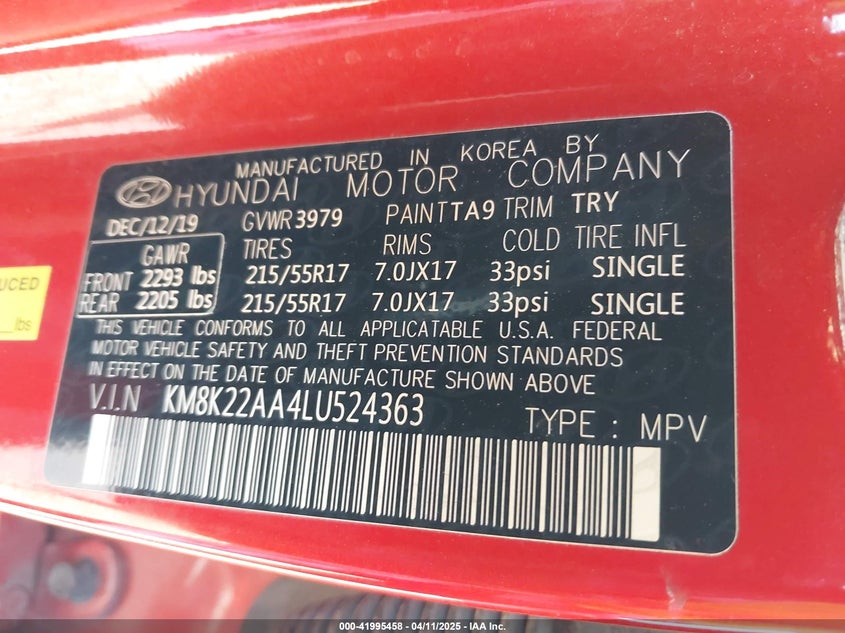 MANUFACTURED IN KOREA BY
HYUNDAI MOTOR COMPANY
DEC/12/19 GVWR 3979 PAINT TA9 TRIM TRY
GAWR TIRES RIMS COLD TIRE INFL
FRONT 2293 lbs 215/55R17 7.0JX17 33psi SINGLE
REAR 2205 lbs 215/55R17 7.0JX17 33psi SINGLE
THIS VEHICLE CONFORMS TO ALL APPLICATABLE U.S.A. FEDERAL
MOTOR VEHICLE SAFETY AND THEFT PREVENTION STANDARDS
IN EFFECT ON THE DATE OF MANUFACTURE SHOWN ABOVE
V.I.N KM8K22AA4LU524363 TYPE : MPV
UCED
lbs
000-41995458 - 04/11/2025 - IAA Inc.